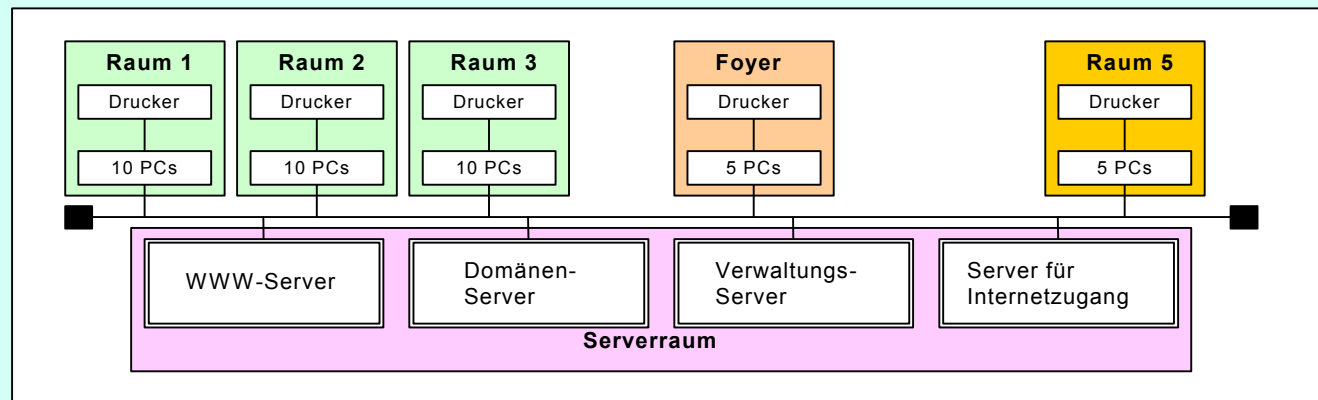 Raum 1
Drucker
10 PCs
Raum 2
Drucker
10 PCs
Raum 3
Drucker
10 PCs
Foyer
Drucker
5 PCs
Raum 5
Drucker
5 PCs
WWW-Server
Domänen-
Server
Verwaltungs-
Server
Server für
Internetzugang
Serverraum